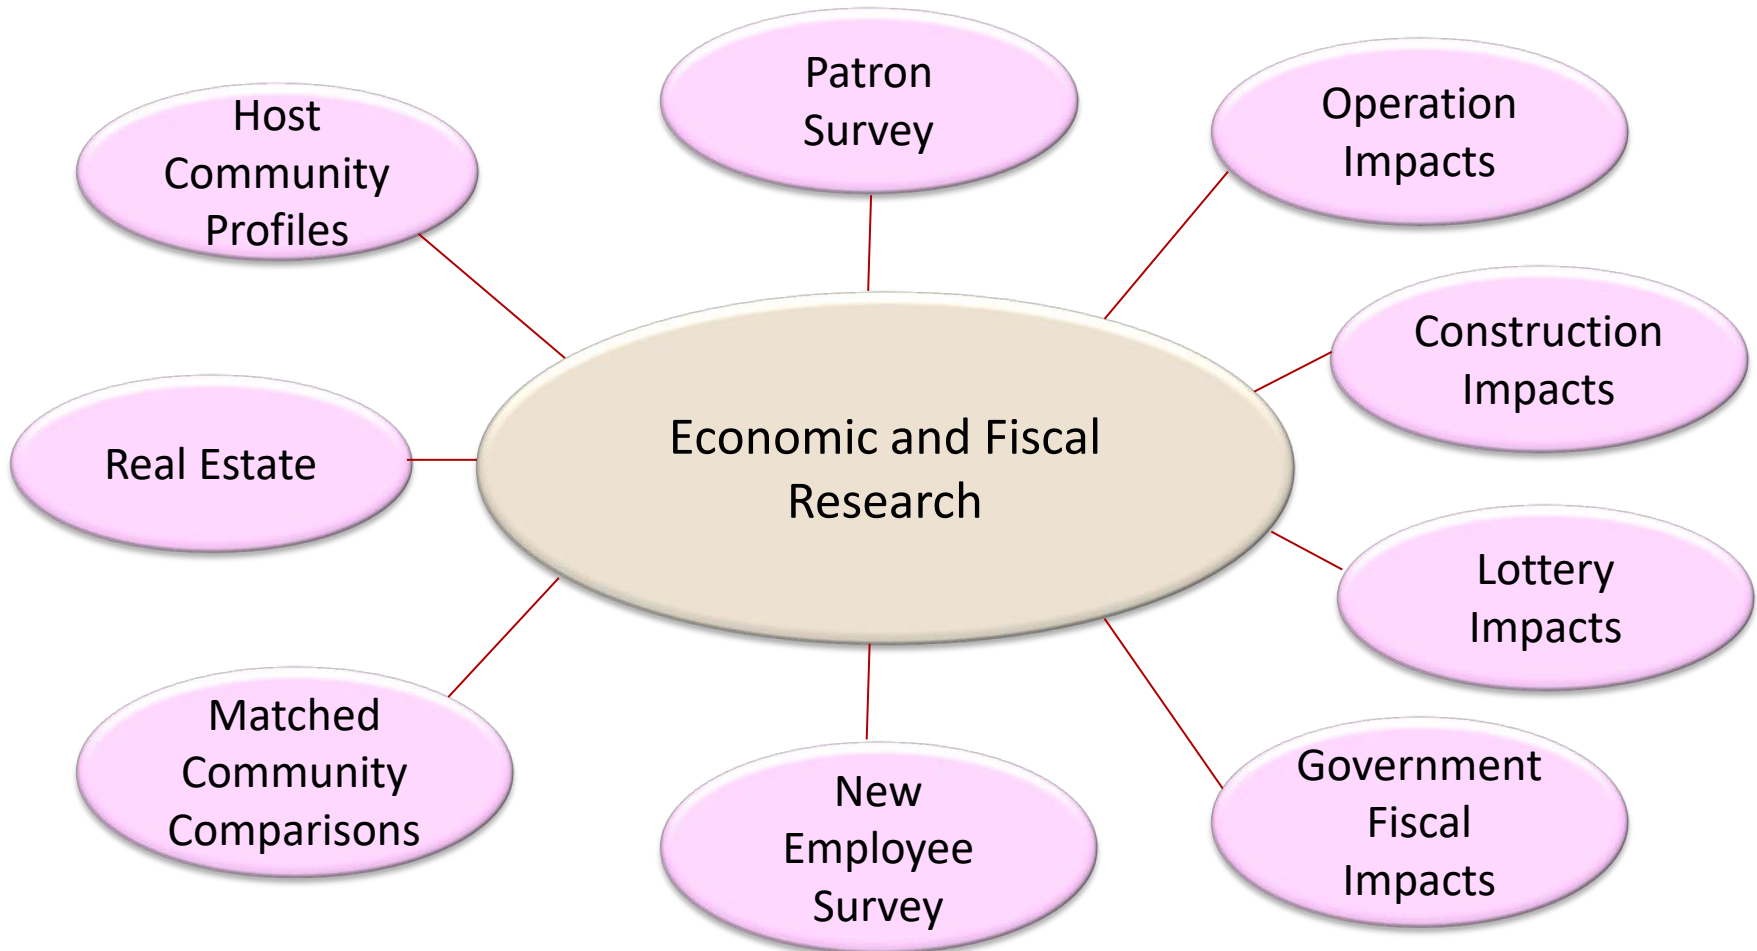 Patron
Survey
Host
Community
Profiles
Operation
Impacts
Construction
Impacts
Real Estate
Economic and Fiscal
Research
Lottery
Impacts
Matched
Community
Comparisons
New
Employee
Survey
Government
Fiscal
Impacts